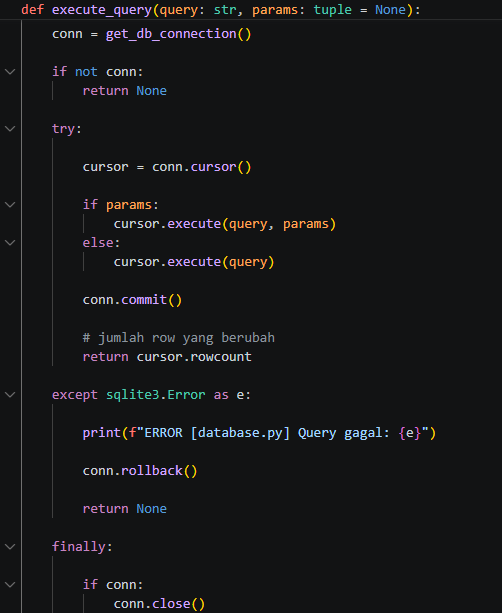 def execute_query(query: str, params: tuple = None):
conn = get_db_connection()
if not conn:
return None
try:
cursor = conn.cursor()
if params:
cursor.execute(query, params)
else:
cursor.execute(query)
conn.commit()
# jumlah row yang berubah
return cursor.rowcount
except sqlite3.Error as e:
print(f"ERROR [database.py] Query gagal: {e}")
conn.rollback()
return None
finally:
if conn:
conn.close()